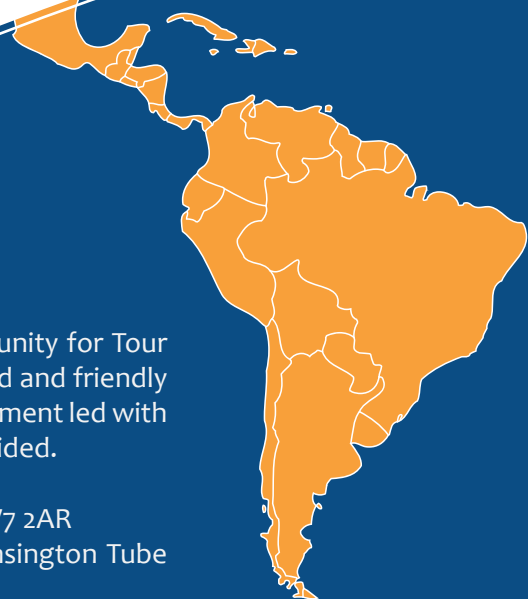 unity for Tour
d and friendly
ment led with
ided.
7 2AR
nsington Tube